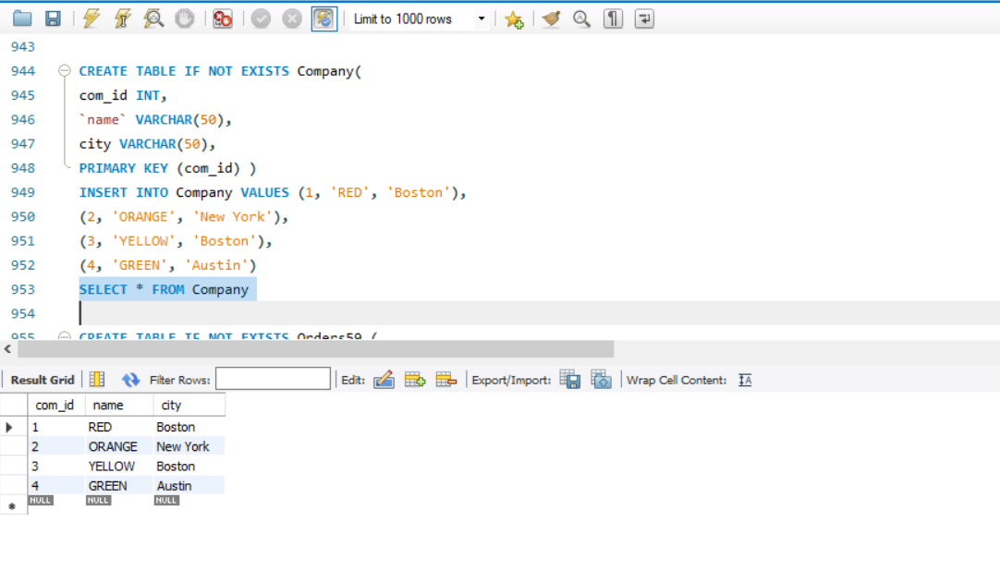 Limit to 1000 rows
943
944 CREATE TABLE IF NOT EXISTS Company(
945 com_id INT,
946 `name` VARCHAR(50),
947 city VARCHAR(50),
948 PRIMARY KEY (com_id) )
949 INSERT INTO Company VALUES (1, 'RED', 'Boston'),
950 (2, 'ORANGE', 'New York'),
951 (3, 'YELLOW', 'Boston'),
952 (4, 'GREEN', 'Austin')
953 SELECT * FROM Company
954
955 CREATE TABLE IF NOT EXISTS Orders59 (
Result Grid Filter Rows: Edit: Export/Import: Wrap Cell Content: IA
com_id name city
1 RED Boston
2 ORANGE New York
3 YELLOW Boston
4 GREEN Austin
NULL NULL NULL